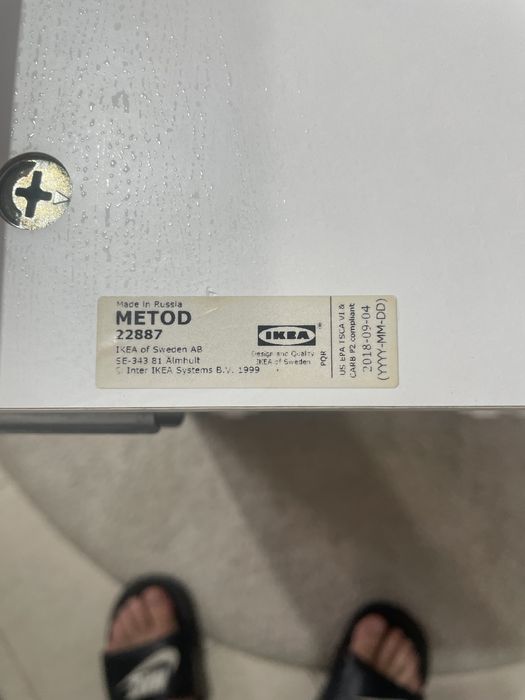 Made in Russia
METOD
22887
IKEA of Sweden AB
SE-343 81 Älmhult
© Inter IKEA Systems B.V. 1999
IKEA®
Design and Quality
IKEA of Sweden
PQR
US EPA TSCA VI &
CARB P2 compliant
2018-09-04
(YYYY-MM-DD)